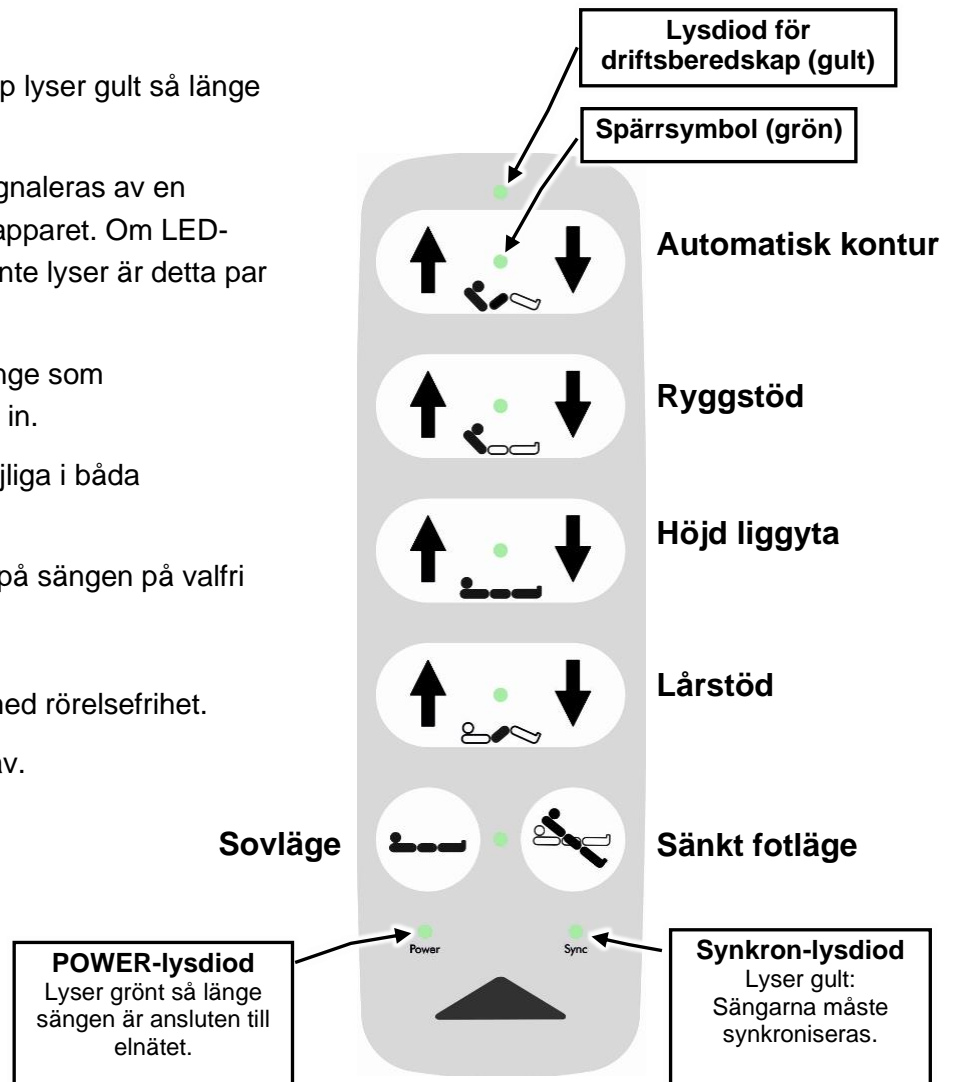 Lysdiod för
driftsberedskap (gult)
p lyser gult så länge
Spärrsymbol (grön)
gnaleras av en
apparet. Om LED-
nte lyser är detta par
Automatisk kontur
nge som
in.
Ryggstöd
jliga i båda
Höjd liggyta
på sängen på valfri
ned rörelsefrihet.
Lårstöd
av.
Sovläge
Sänkt fotläge
Power
Sync
POWER-lysdiod
Lyser grönt så länge
sängen är ansluten till
elnätet.
Synkron-lysdiod
Lyser gult:
Sängarna måste
synkroniseras.